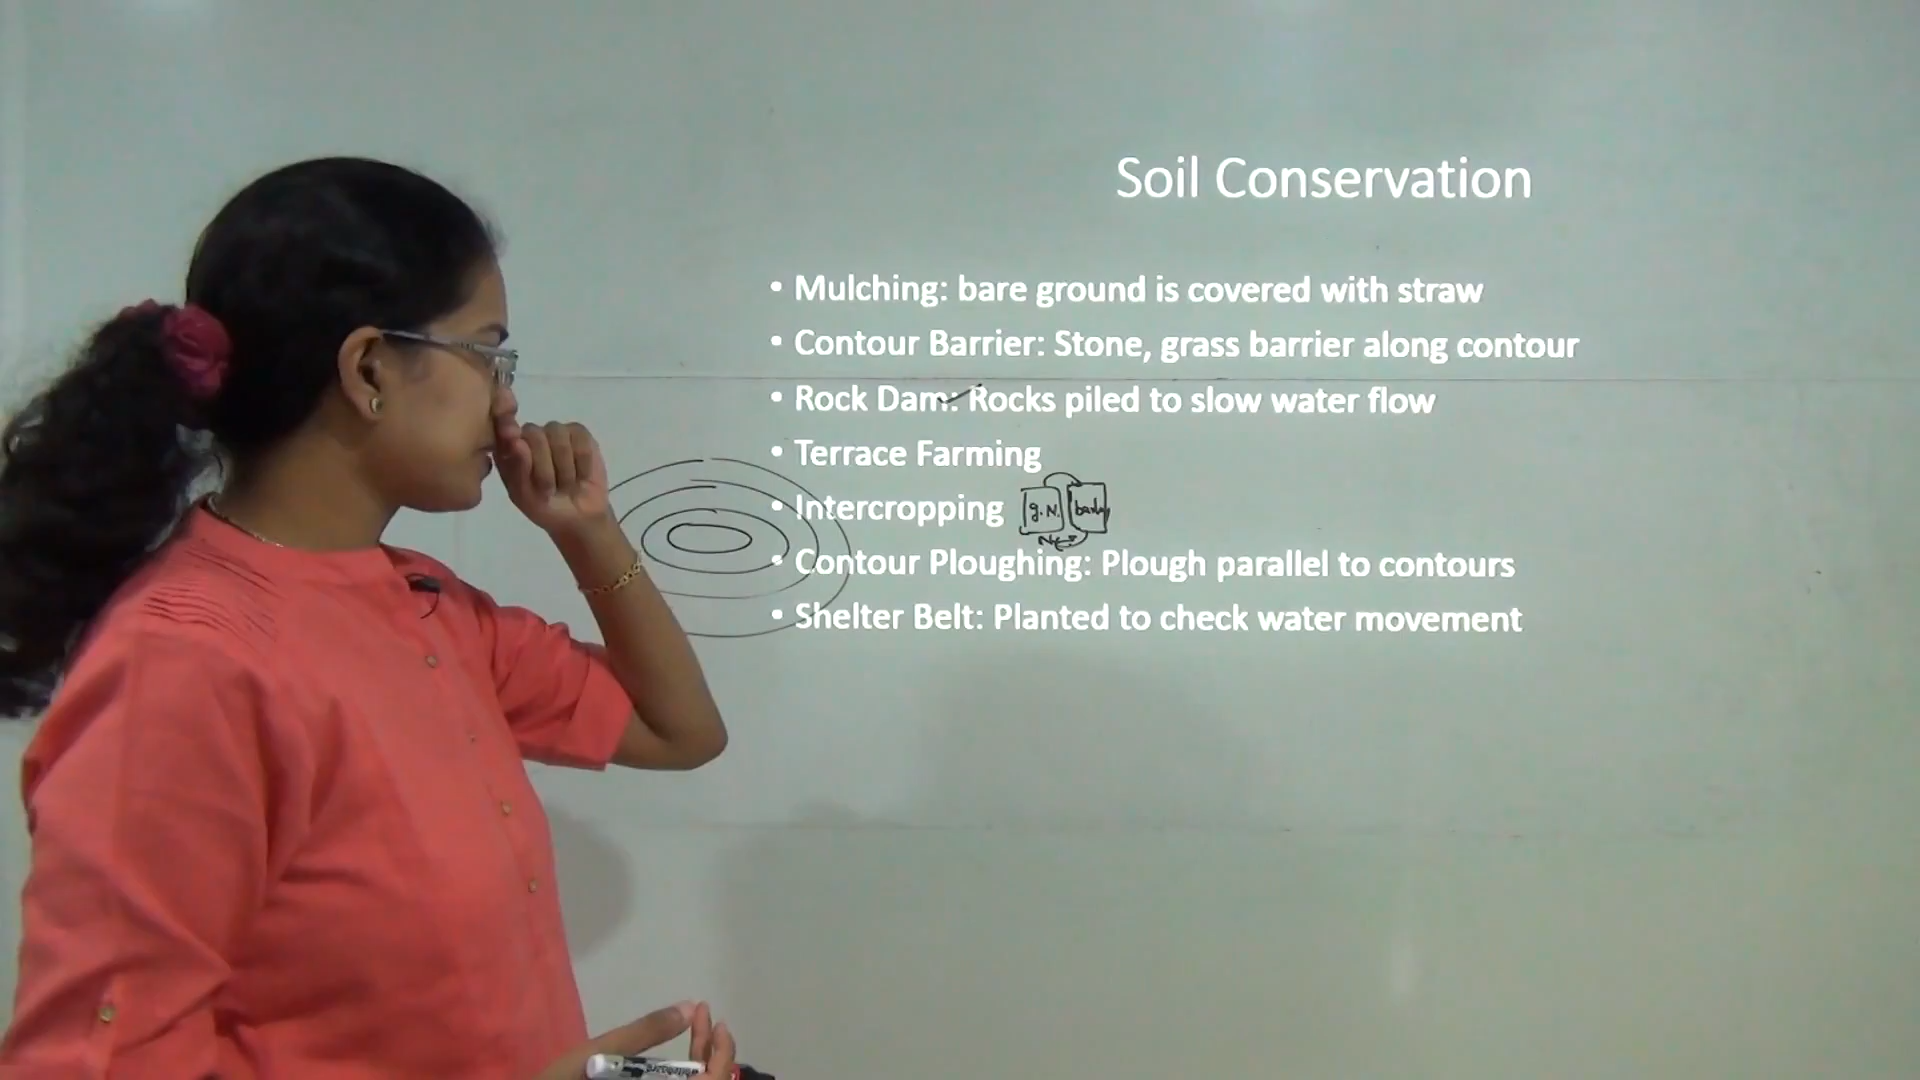 Soil Conservation
• Mulching: bare ground is covered with straw
• Contour Barrier: Stone, grass barrier along contour
• Rock Dam: Rocks piled to slow water flow
• Terrace Farming
• Intercropping g.N.
• Contour Ploughing: Plough parallel to contours
• Shelter Belt: Planted to check water movement